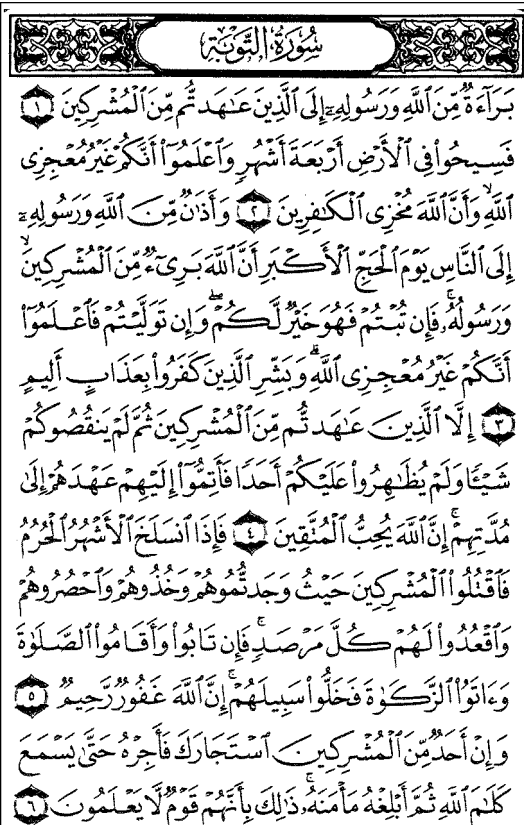 سُورَةُ التَّوْبَةِ
بَرَآءَةٌ مِّنَ ٱللَّهِ وَرَسُولِهِۦٓ إِلَى ٱلَّذِينَ عَٰهَدتُّم مِّنَ ٱلْمُشْرِكِينَ ١
فَسِيحُوا۟ فِى ٱلْأَرْضِ أَرْبَعَةَ أَشْهُرٍ وَٱعْلَمُوٓا۟ أَنَّكُمْ غَيْرُ مُعْجِزِى
ٱللَّهِ ۙ وَأَنَّ ٱللَّهَ مُخْزِى ٱلْكَٰفِرِينَ ٢ وَأَذَٰنٌ مِّنَ ٱللَّهِ وَرَسُولِهِۦٓ
إِلَى ٱلنَّاسِ يَوْمَ ٱلْحَجِّ ٱلْأَكْبَرِ أَنَّ ٱللَّهَ بَرِىٓءٌ مِّنَ ٱلْمُشْرِكِينَ ۙ
وَرَسُولُهُۥ ۚ فَإِن تُبْتُمْ فَهُوَ خَيْرٌ لَّكُمْ ۖ وَإِن تَوَلَّيْتُمْ فَٱعْلَمُوٓا۟
أَنَّكُمْ غَيْرُ مُعْجِزِى ٱللَّهِ ۗ وَبَشِّرِ ٱلَّذِينَ كَفَرُوا۟ بِعَذَابٍ أَلِيمٍ
٣ إِلَّا ٱلَّذِينَ عَٰهَدتُّم مِّنَ ٱلْمُشْرِكِينَ ثُمَّ لَمْ يَنقُصُوكُمْ
شَيْـًٔا وَلَمْ يُظَٰهِرُوا۟ عَلَيْكُمْ أَحَدًا فَأَتِمُّوٓا۟ إِلَيْهِمْ عَهْدَهُمْ إِلَىٰ
مُدَّتِهِمْ ۚ إِنَّ ٱللَّهَ يُحِبُّ ٱلْمُتَّقِينَ ٤ فَإِذَا ٱنسَلَخَ ٱلْأَشْهُرُ ٱلْحُرُمُ
فَٱقْتُلُوا۟ ٱلْمُشْرِكِينَ حَيْثُ وَجَدتُّمُوهُمْ وَخُذُوهُمْ وَٱحْصُرُوهُمْ
وَٱقْعُدُوا۟ لَهُمْ كُلَّ مَرْصَدٍ ۚ فَإِن تَابُوا۟ وَأَقَامُوا۟ ٱلصَّلَوٰةَ
وَءَاتَوُا۟ ٱلزَّكَوٰةَ فَخَلُّوا۟ سَبِيلَهُمْ ۚ إِنَّ ٱللَّهَ غَفُورٌ رَّحِيمٌ ٥
وَإِنْ أَحَدٌ مِّنَ ٱلْمُشْرِكِينَ ٱسْتَجَارَكَ فَأَجِرْهُ حَتَّىٰ يَسْمَعَ
كَلَٰمَ ٱللَّهِ ثُمَّ أَبْلِغْهُ مَأْمَنَهُۥ ۚ ذَٰلِكَ بِأَنَّهُمْ قَوْمٌ لَّا يَعْلَمُونَ ٦